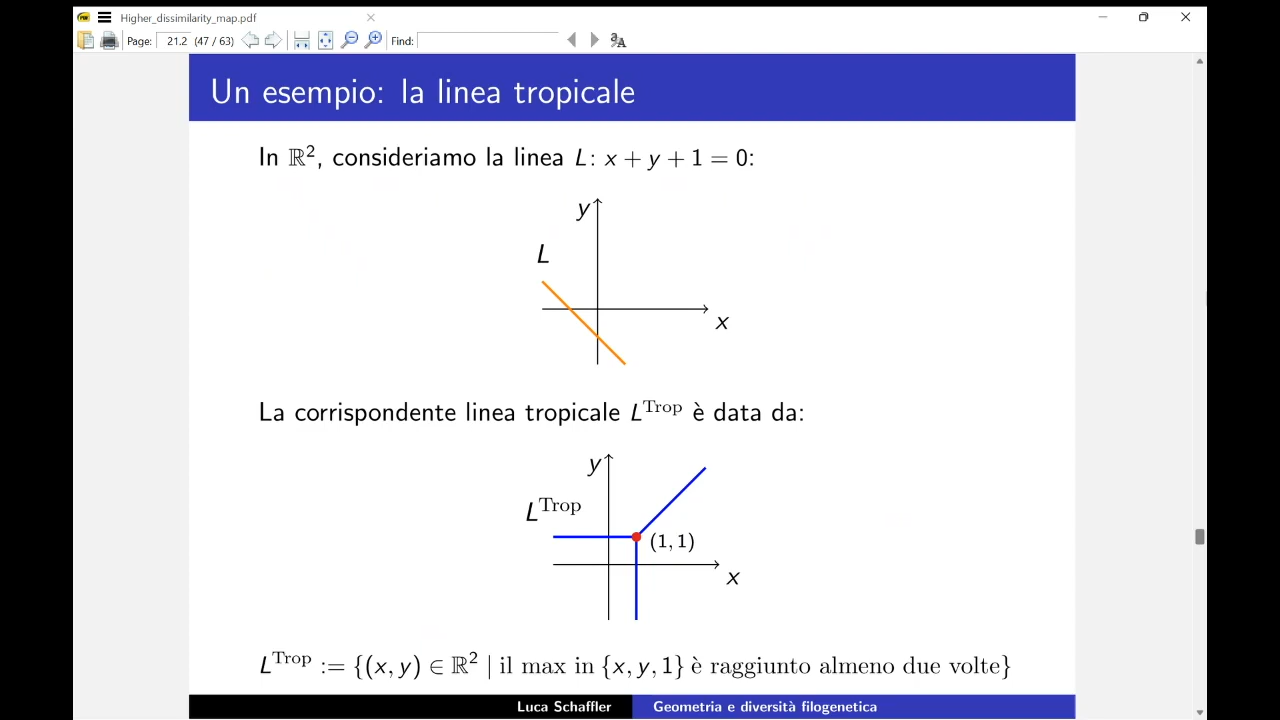 Higher_dissimilarity_map.pdf
Page: 21.2 (47 / 63) Find:
Un esempio: la linea tropicale
In ℝ², consideriamo la linea L: x + y + 1 = 0:
y
L
x
La corrispondente linea tropicale L^Trop è data da:
y
L^Trop
(1, 1)
x
L^Trop := {(x, y) ∈ ℝ² | il max in {x, y, 1} è raggiunto almeno due volte}
Luca Schaffler Geometria e diversità filogenetica